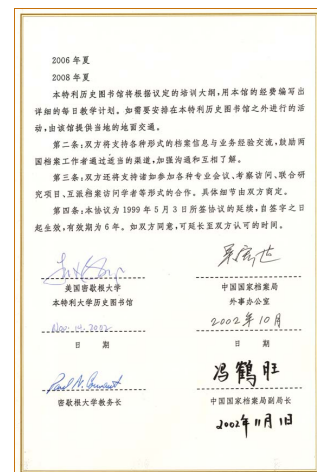 2006 年夏
2008 年夏
本特利历史图书馆将根据议定的培训大纲,用本馆的经费编写出
详细的每日教学计划。如需要安排在本特利历史图书馆之外进行的活
动,由该馆提供当地的地面交通。
第二条:双方将支持各种形式的档案信息与业务经验交流,鼓励两
国档案工作者通过适当的渠道,加强沟通和互相了解。
第三条:双方还将支持诸如参加各种专业会议、考察访问、联合研
究项目、互派档案访问学者等形式的合作。具体细节由双方商定。
第四条:本协议为 1999 年 5 月 3 日所签协议的延续,自签字之日
起生效,有效期为 6 年。如双方同意,可延长至双方认可的时间。
美国密歇根大学
本特利大学历史图书馆
Nov. 14, 2002
日 期
密歇根大学教务长
中国国家档案局
外事办公室
2002年10月
日 期
冯鹤旺
中国国家档案局副局长
2002年11月1日